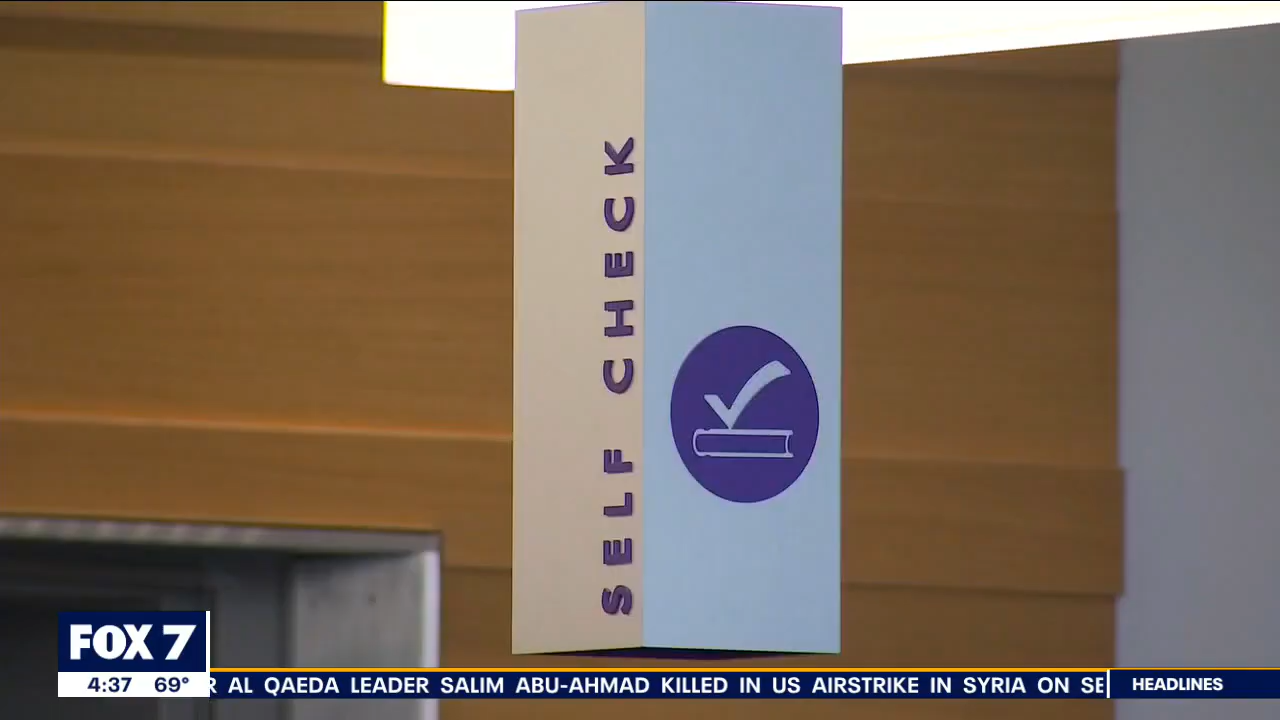 SELF CHECK
FOX 7
4:37 69°
AL QAEDA LEADER SALIM ABU-AHMAD KILLED IN US AIRSTRIKE IN SYRIA ON
HEADLINES